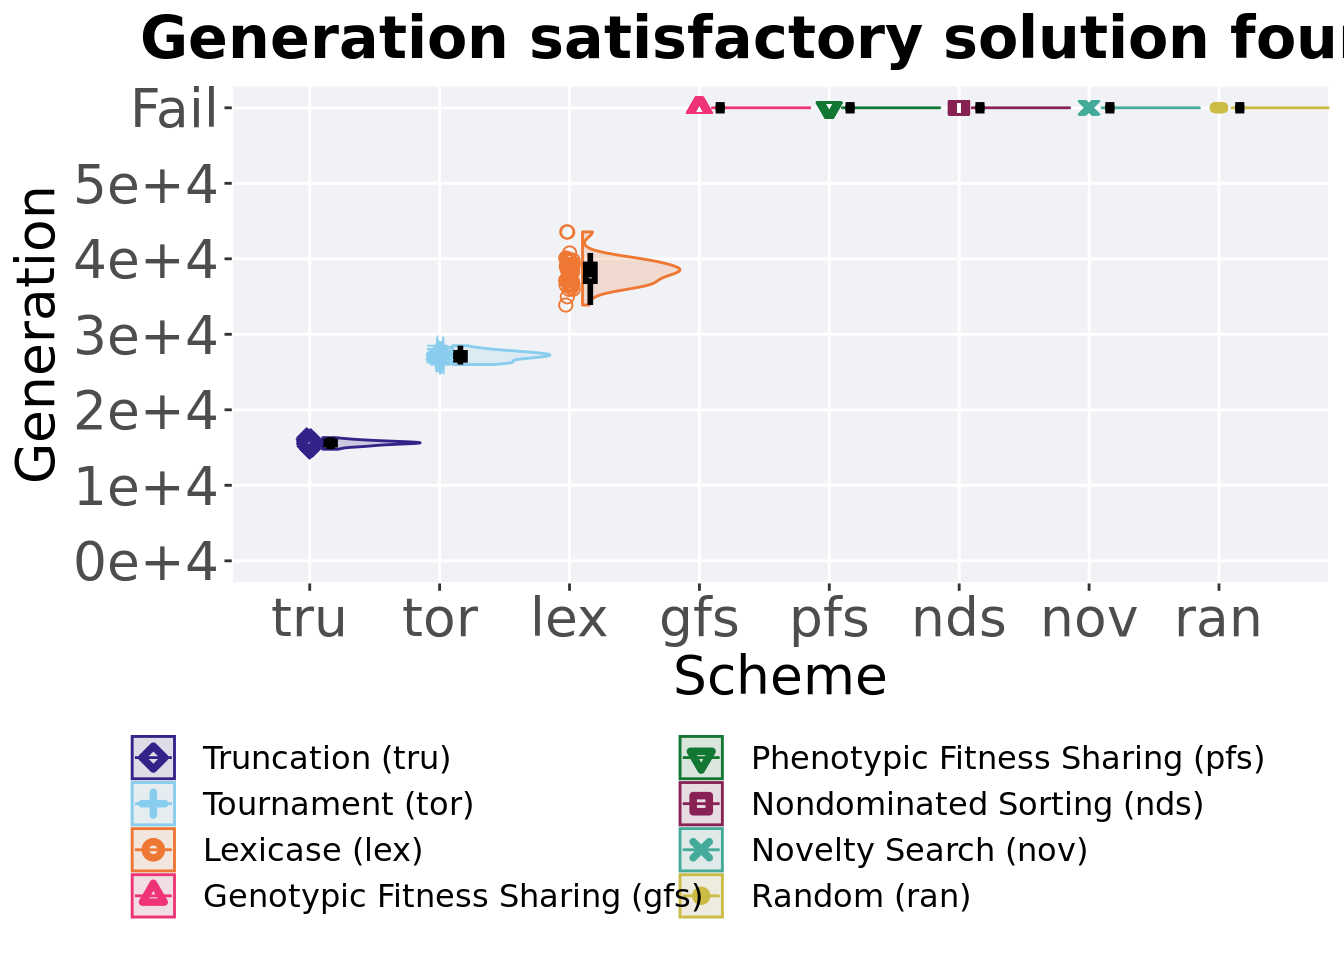 Generation satisfactory solution fou
Fail
5e+4
4e+4
3e+4
2e+4
1e+4
0e+4
Generation
tru tor lex gfs pfs nds nov ran
Scheme
Truncation (tru)
Tournament (tor)
Lexicase (lex)
Genotypic Fitness Sharing (gfs)
Phenotypic Fitness Sharing (pfs)
Nondominated Sorting (nds)
Novelty Search (nov)
Random (ran)